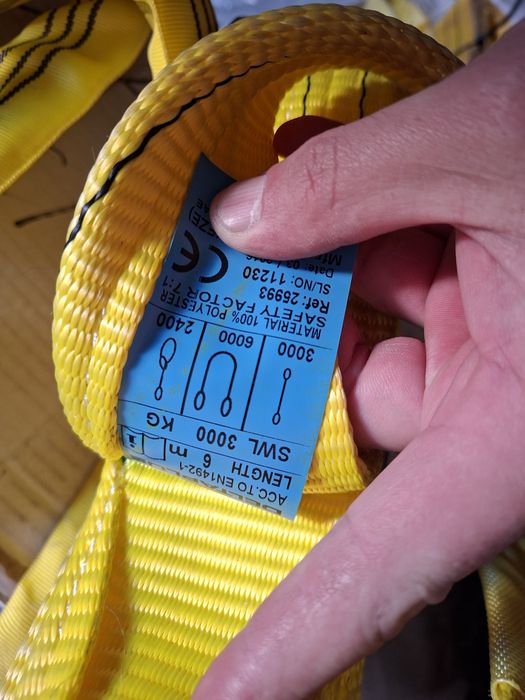 ACC.TO EN1492-1
LENGTH 6 m
SWL 3000 KG
3000 6000 2400
MATERIAL 100% POLYESTER
SAFETY FACTOR 7:1
Ref: 25993
SL/NO: 11230
CE